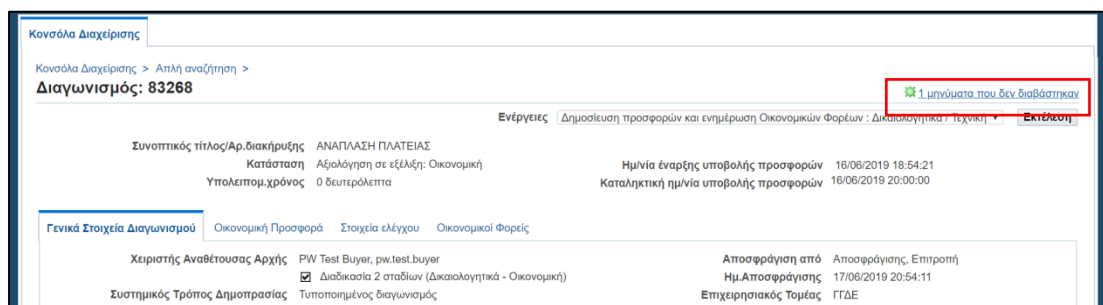 Κονσόλα Διαχείρισης
Κονσόλα Διαχείρισης > Απλή αναζήτηση >
Διαγωνισμός: 83268
1 μηνύματα που δεν διαβάστηκαν
Ενέργειες Δημοσίευση προσφορών και ενημέρωση Οικονομικών Φορέων : Δικαιολογητικά / Τεχνική Εκτέλεση
Συνοπτικός τίτλος/Αρ.διακήρυξης ΑΝΑΠΛΑΣΗ ΠΛΑΤΕΙΑΣ
Κατάσταση Αξιολόγηση σε εξέλιξη: Οικονομική Ημ/νία έναρξης υποβολής προσφορών 16/06/2019 18:54:21
Υπολειπομ.χρόνος 0 δευτερόλεπτα Καταληκτική ημ/νία υποβολής προσφορών 16/06/2019 20:00:00
Γενικά Στοιχεία Διαγωνισμού Οικονομική Προσφορά Στοιχεία ελέγχου Οικονομικοί Φορείς
Χειριστής Αναθέτουσας Αρχής PW Test Buyer, pw.test.buyer Αποσφράγιση από Αποσφράγισης, Επιτροπή
Διαδικασία 2 σταδίων (Δικαιολογητικά - Οικονομική) Ημ.Αποσφράγισης 17/06/2019 20:54:11
Συστημικός Τρόπος Δημοπρασίας Τυποποιημένος διαγωνισμός Επιχειρησιακός Τομέας ΓΓΔΕ